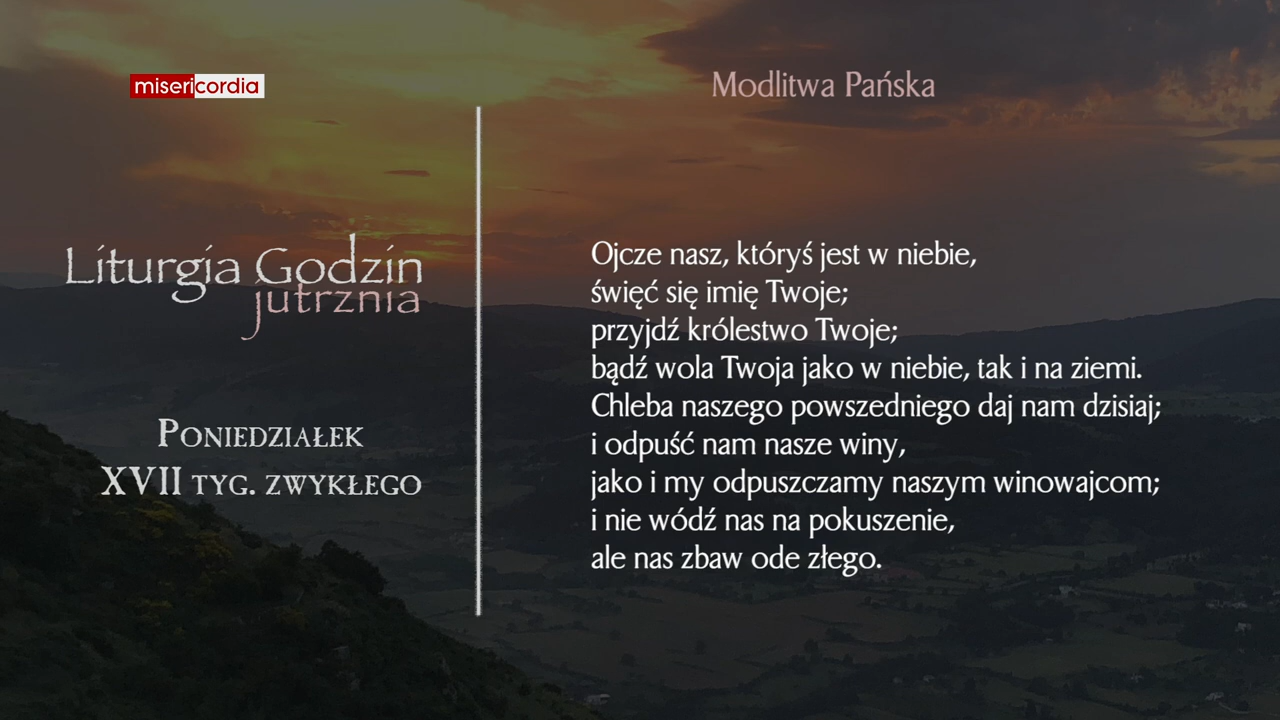 misericordia
Liturgia Godzin
jutrznia
Poniedziałek
XVII tyg. zwykłego
Modlitwa Pańska
Ojcze nasz, któryś jest w niebie,
święć się imię Twoje;
przyjdź królestwo Twoje;
bądź wola Twoja jako w niebie, tak i na ziemi.
Chleba naszego powszedniego daj nam dzisiaj;
i odpuść nam nasze winy,
jako i my odpuszczamy naszym winowajcom;
i nie wódź nas na pokuszenie,
ale nas zbaw ode złego.